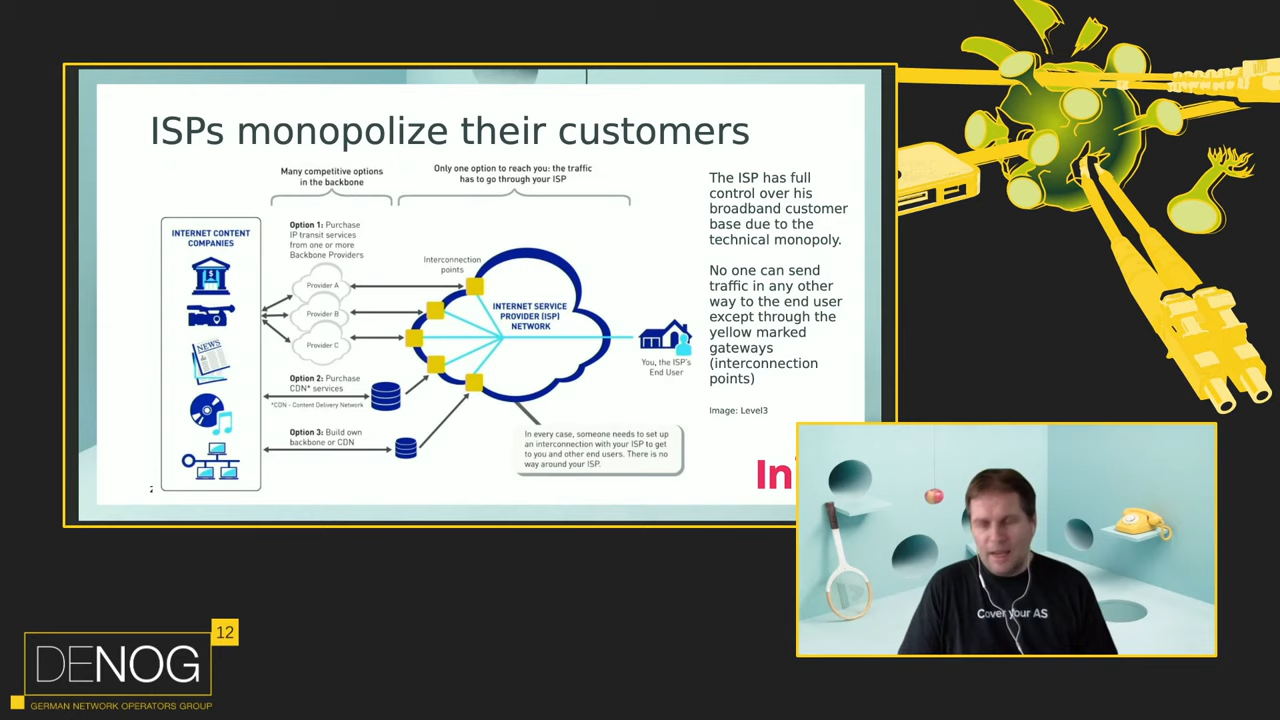 ISPs monopolize their customers
Many competitive options
in the backbone
Only one option to reach you: the traffic
has to go through your ISP
INTERNET CONTENT
COMPANIES
NEWS
Option 1: Purchase
IP transit services
from one or more
Backbone Providers
Provider A
Provider B
Provider C
Option 2: Purchase
CDN* services
*CDN - Content Delivery Network
Option 3: Build own
backbone or CDN
Interconnection
points
INTERNET SERVICE
PROVIDER (ISP)
NETWORK
You, the ISP's
End User
In every case, someone needs to set up
an interconnection with your ISP to get
to you and other end users. There is no
way around your ISP.
The ISP has full
control over his
broadband customer
base due to the
technical monopoly.
No one can send
traffic in any other
way to the end user
except through the
yellow marked
gateways
(interconnection
points)
Image: Level3
In
Cover your AS
DENOG
12
GERMAN NETWORK OPERATORS GROUP